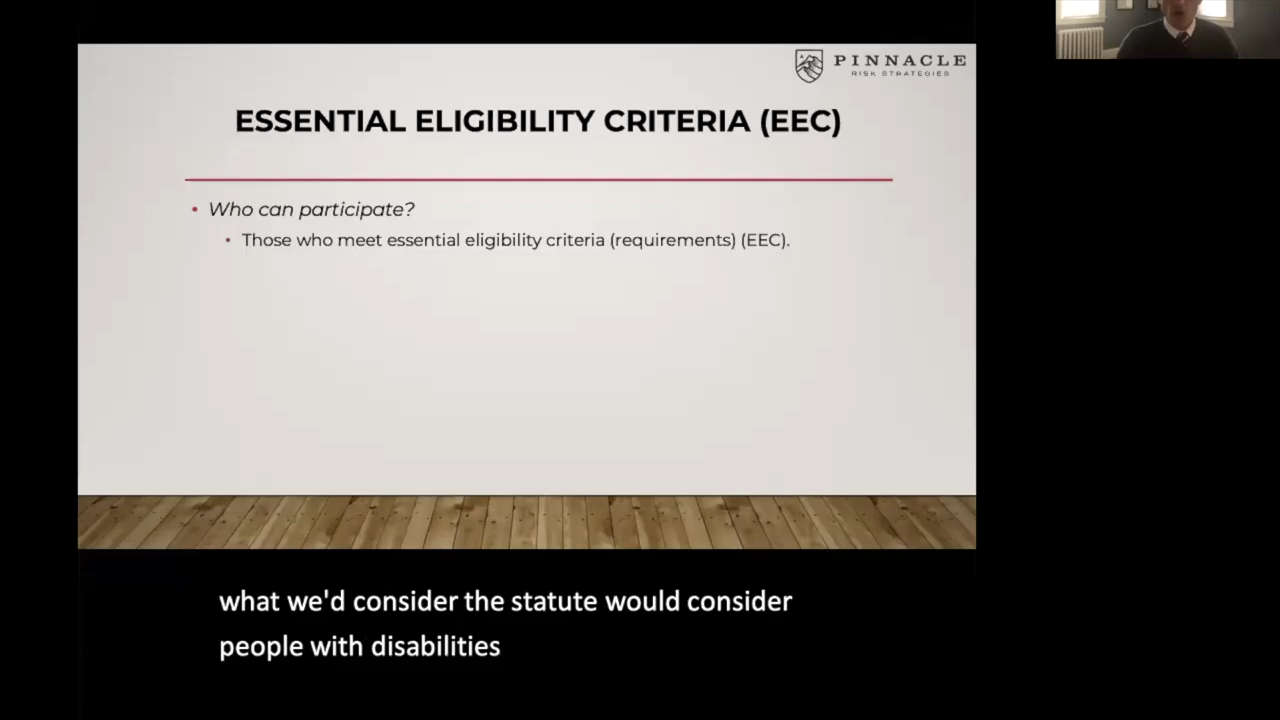 PINNACLE
RISK STRATEGIES
ESSENTIAL ELIGIBILITY CRITERIA (EEC)
• Who can participate?
• Those who meet essential eligibility criteria (requirements) (EEC).
what we'd consider the statute would consider
people with disabilities